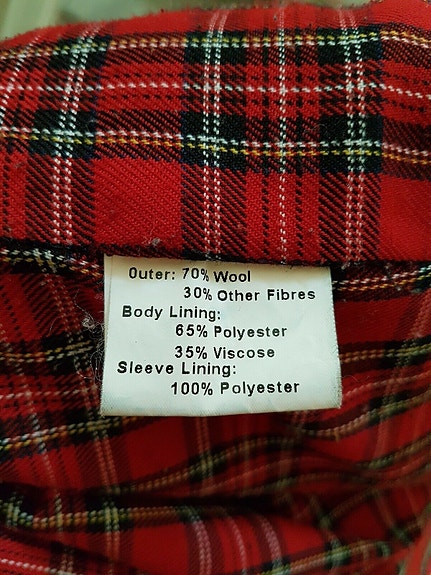 Outer: 70% Wool
30% Other Fibres
Body Lining:
65% Polyester
35% Viscose
Sleeve Lining:
100% Polyester